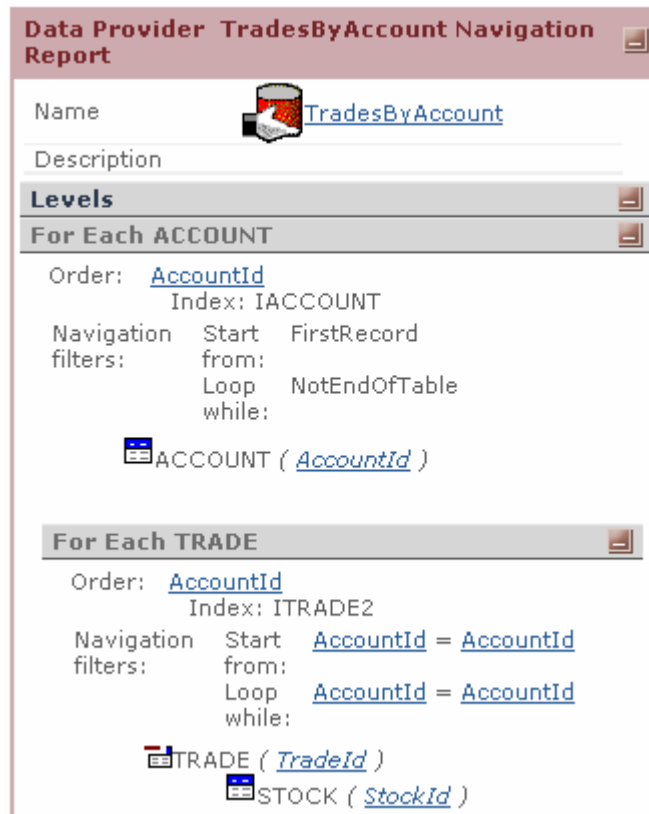 Data Provider TradesByAccount Navigation
Report
Name TradesByAccount
Description
Levels
For Each ACCOUNT
Order: AccountId
Index: IACCOUNT
Navigation Start FirstRecord
filters: from:
Loop NotEndOfTable
while:
ACCOUNT ( AccountId )
For Each TRADE
Order: AccountId
Index: ITRADE2
Navigation Start AccountId = AccountId
filters: from:
Loop AccountId = AccountId
while:
TRADE ( TradeId )
STOCK ( StockId )